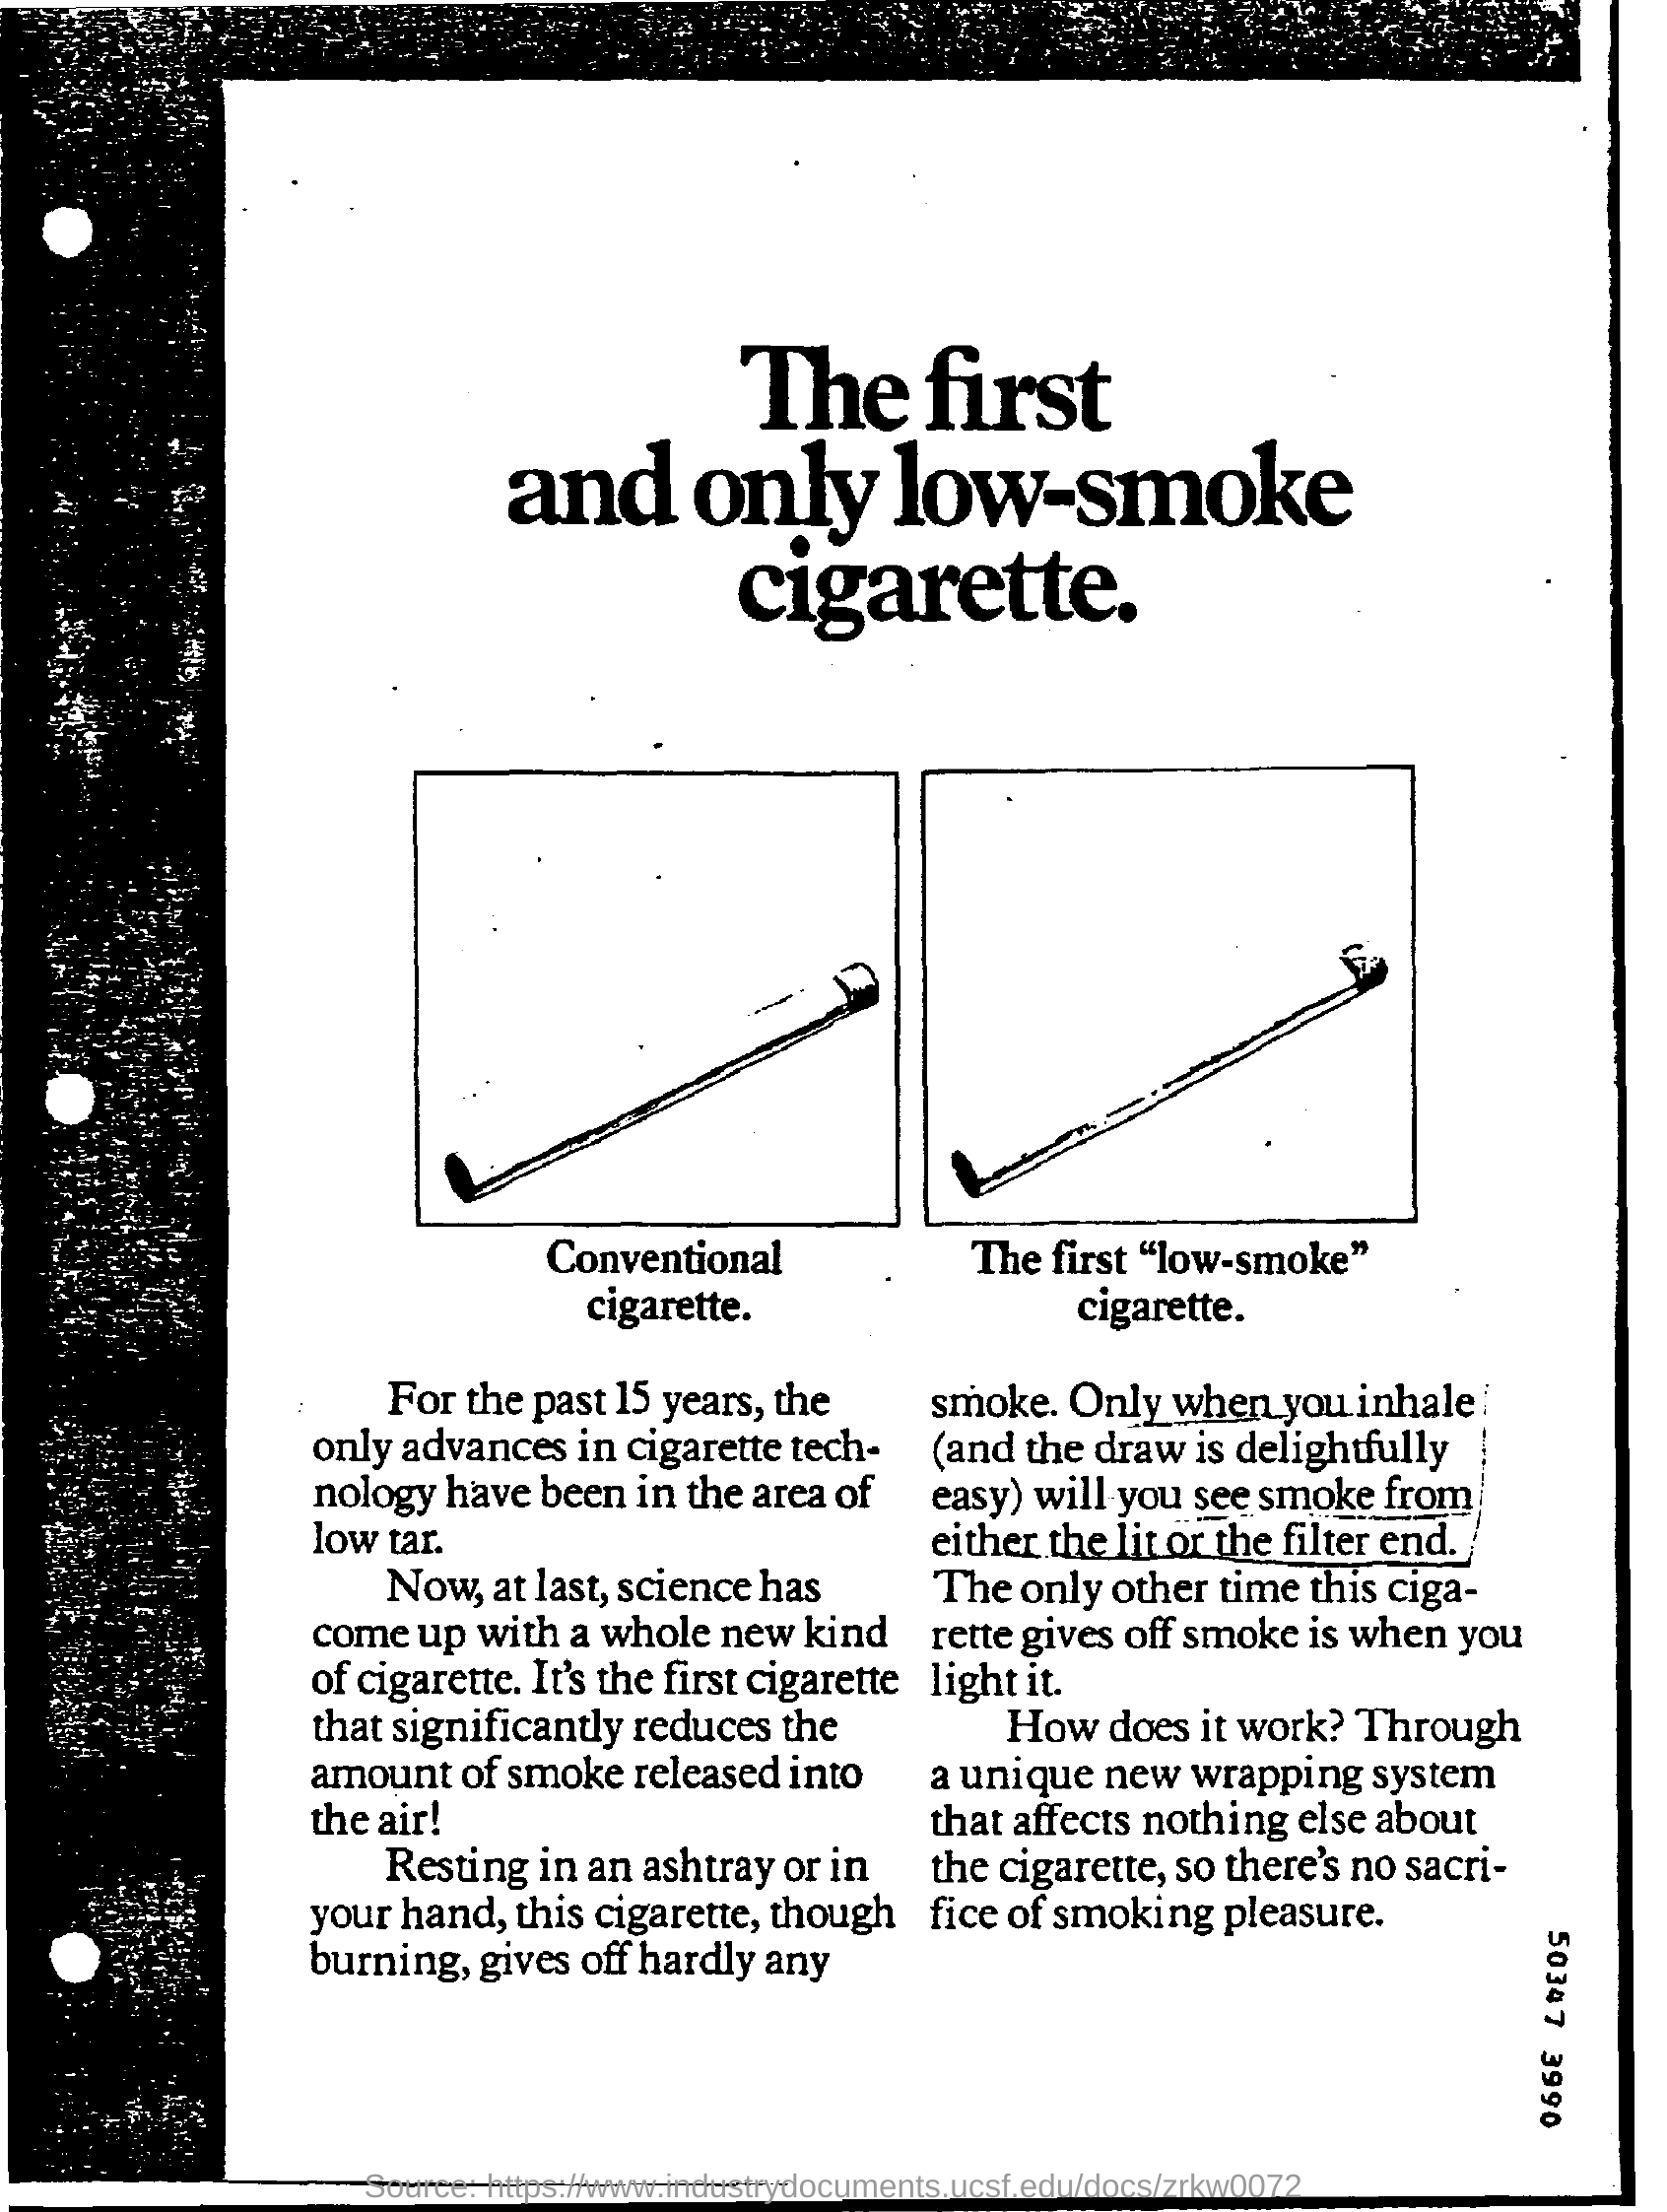 The first
and only low-smoke
cigarette.
Conventional
cigarette.
The first “low-smoke”
cigarette.
For the past 15 years, the
only advances in cigarette tech-
nology have been in the area of
low tar.
Now, at last, science has
come up with a whole new kind
of cigarette. It's the first cigarette
that significantly reduces the
amount of smoke released into
the air!
Resting in an ashtray or in
your hand, this cigarette, though
burning, gives off hardly any
smoke. Only when you inhale
(and the draw is delightfully
easy) will you see smoke from
either the lit or the filter end.
The only other time this ciga-
rette gives off smoke is when you
light it.
How does it work? Through
a unique new wrapping system
that affects nothing else about
the cigarette, so there's no sacri-
fice of smoking pleasure.
50347 3990
Source: https://www.industrydocuments.ucsf.edu/docs/zrkw0072